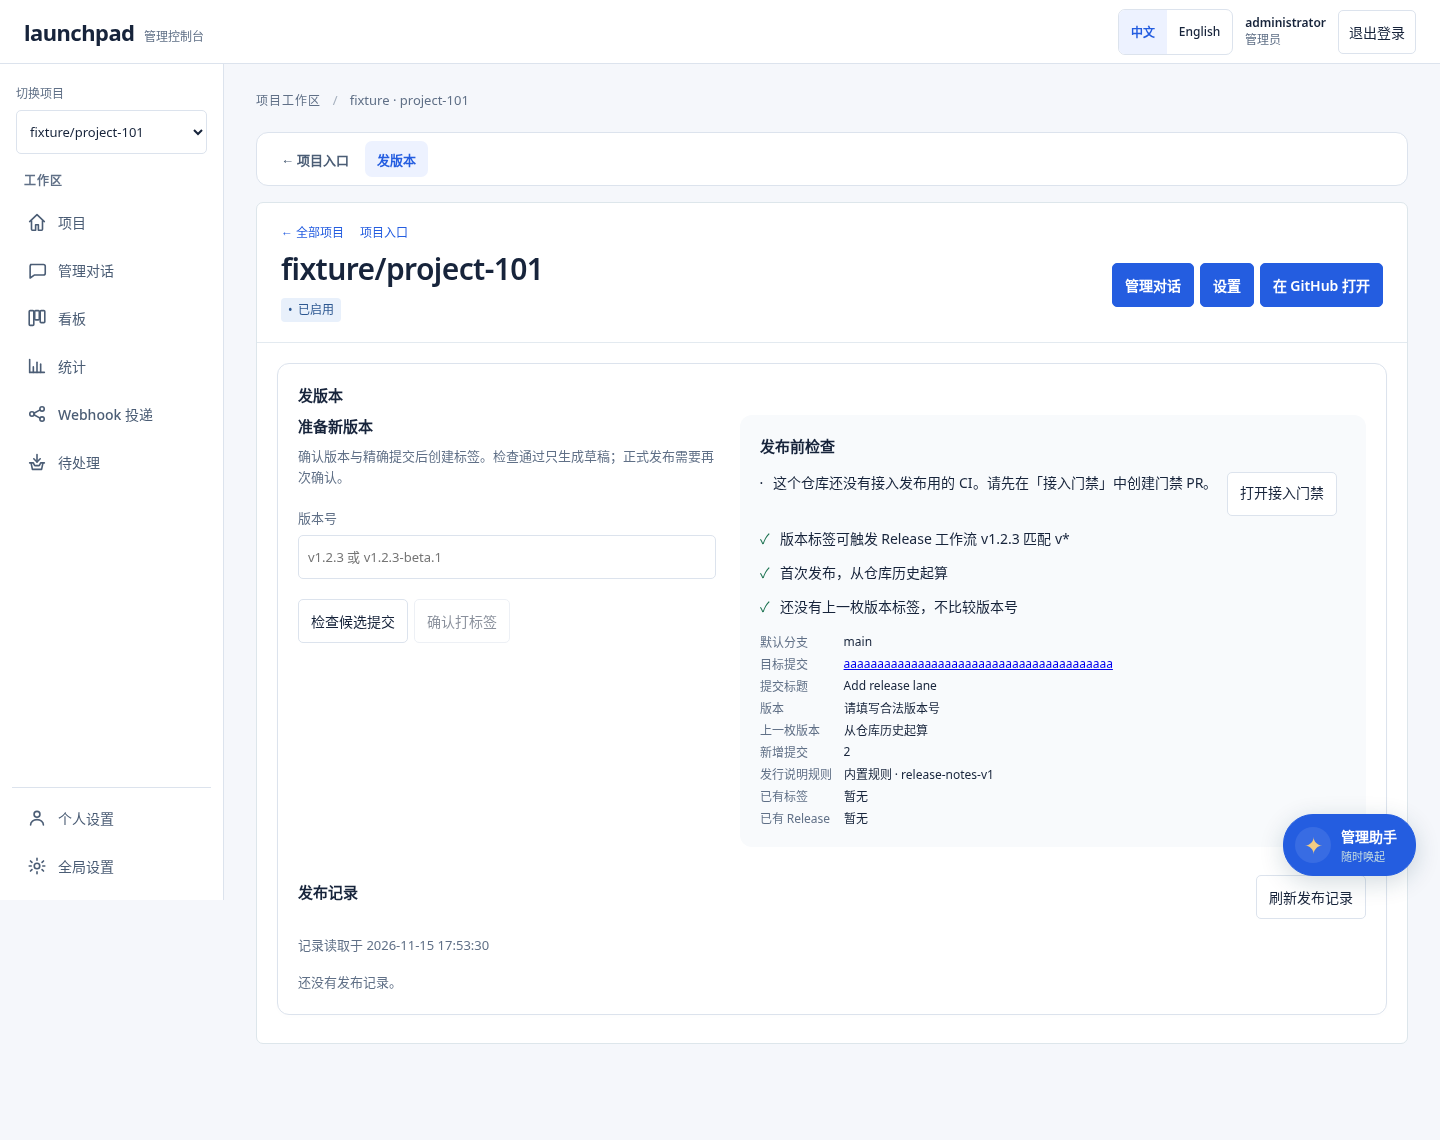 launchpad 管理控制台
中文 English
administrator
管理员
退出登录
切换项目
fixture/project-101
工作区
项目
管理对话
看板
统计
Webhook 投递
待处理
个人设置
全局设置
项目工作区 / fixture · project-101
← 项目入口 发版本
← 全部项目 项目入口
fixture/project-101
• 已启用
管理对话 设置 在 GitHub 打开
发版本
准备新版本
确认版本与精确提交后创建标签。检查通过只生成草稿；正式发布需要再
次确认。
版本号
v1.2.3 或 v1.2.3-beta.1
检查候选提交 确认打标签
发布前检查
· 这个仓库还没有接入发布用的 CI。请先在「接入门禁」中创建门禁 PR。 打开接入门禁
✓ 版本标签可触发 Release 工作流 v1.2.3 匹配 v*
✓ 首次发布，从仓库历史起算
✓ 还没有上一枚版本标签，不比较版本号
默认分支 main
目标提交 aaaaaaaaaaaaaaaaaaaaaaaaaaaaaaaaaaaaaaaa
提交标题 Add release lane
版本 请填写合法版本号
上一枚版本 从仓库历史起算
新增提交 2
发行说明规则 内置规则 · release-notes-v1
已有标签 暂无
已有 Release 暂无
管理助手
随时唤起
发布记录
刷新发布记录
记录读取于 2026-11-15 17:53:30
还没有发布记录。